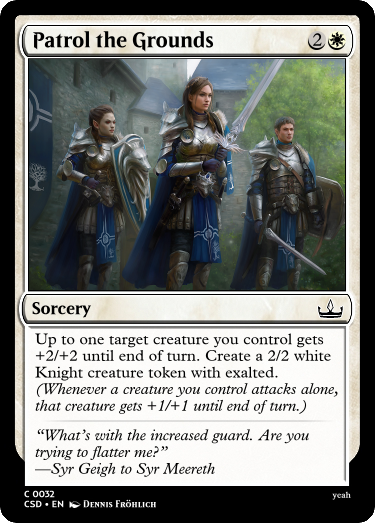 Patrol the Grounds 2
Sorcery
Up to one target creature you control gets
+2/+2 until end of turn. Create a 2/2 white
Knight creature token with exalted.
(Whenever a creature you control attacks alone,
that creature gets +1/+1 until end of turn.)
“What’s with the increased guard. Are you
trying to flatter me?”
—Syr Geigh to Syr Meereth
C 0032
CSD • EN Dennis Fröhlich
yeah